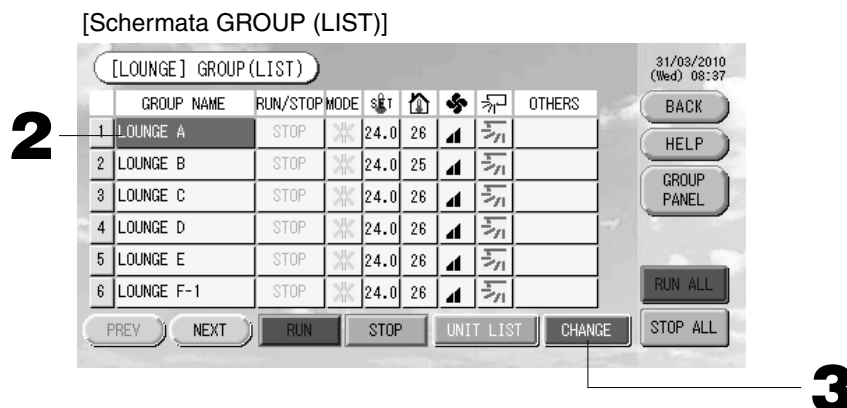 [Schermata GROUP (LIST)]
[LOUNGE] GROUP(LIST)
31/03/2010
(Wed) 08:37
GROUP NAME RUN/STOP MODE SET OTHERS
1 LOUNGE A STOP 24.0 26
2 LOUNGE B STOP 24.0 25
3 LOUNGE C STOP 24.0 26
4 LOUNGE D STOP 24.0 26
5 LOUNGE E STOP 24.0 26
6 LOUNGE F-1 STOP 24.0 26
BACK
HELP
GROUP
PANEL
RUN ALL
STOP ALL
PREV NEXT RUN STOP UNIT LIST CHANGE
2
3